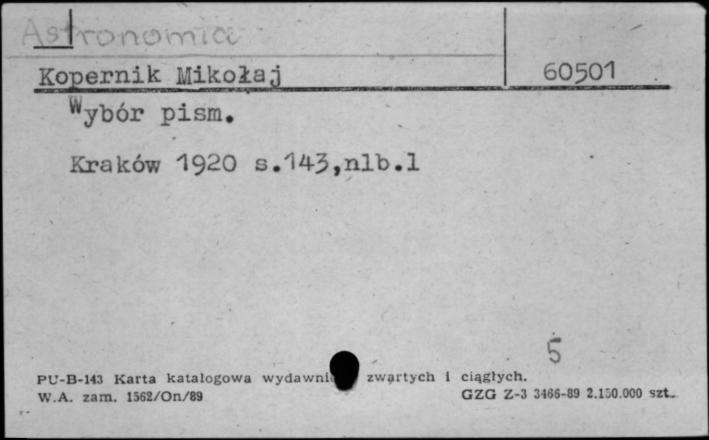 Astronomia
Kopernik Mikołaj 60501
Wybór pism.
Kraków 1920 s.143,nlb.1
5
PU-B-143 Karta katalogowa zwartych i ciągłych.
W.A. zam. 1562/On/89 GZG Z-3 3466-89 2.150.000 szt.